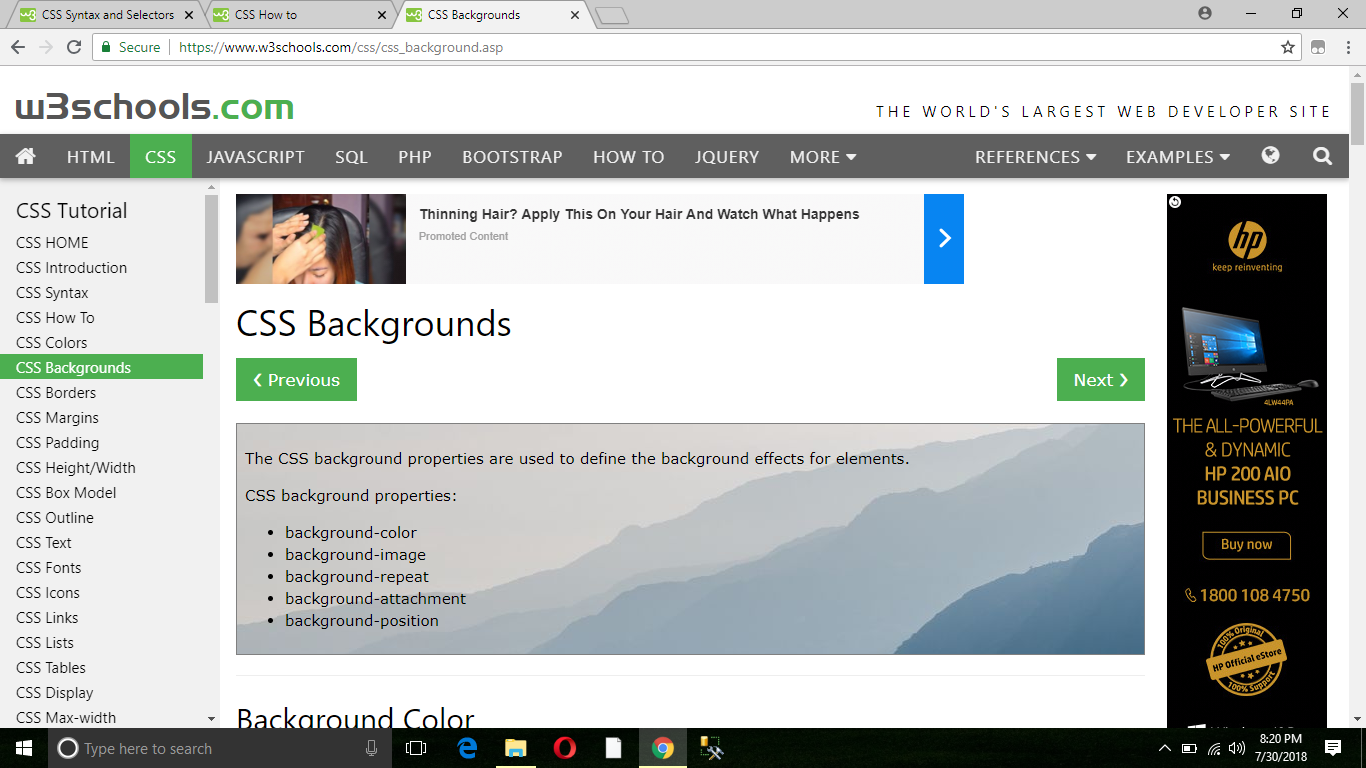 CSS Syntax and Selectors
CSS How to
CSS Backgrounds
Secure https://www.w3schools.com/css/css_background.asp
w3schools.com
THE WORLD'S LARGEST WEB DEVELOPER SITE
HTML CSS JAVASCRIPT SQL PHP BOOTSTRAP HOW TO JQUERY MORE REFERENCES EXAMPLES
CSS Tutorial
CSS HOME
CSS Introduction
CSS Syntax
CSS How To
CSS Colors
CSS Backgrounds
CSS Borders
CSS Margins
CSS Padding
CSS Height/Width
CSS Box Model
CSS Outline
CSS Text
CSS Fonts
CSS Icons
CSS Links
CSS Lists
CSS Tables
CSS Display
CSS Max-width
Thinning Hair? Apply This On Your Hair And Watch What Happens
Promoted Content
CSS Backgrounds
❮ Previous
Next ❯
The CSS background properties are used to define the background effects for elements.
CSS background properties:
• background-color
• background-image
• background-repeat
• background-attachment
• background-position
Background Color
hp
keep reinventing
4LW44PA
THE ALL-POWERFUL
& DYNAMIC
HP 200 AIO
BUSINESS PC
Buy now
1800 108 4750
100% Original
HP Official eStore
100% Support
Type here to search
8:20 PM
7/30/2018